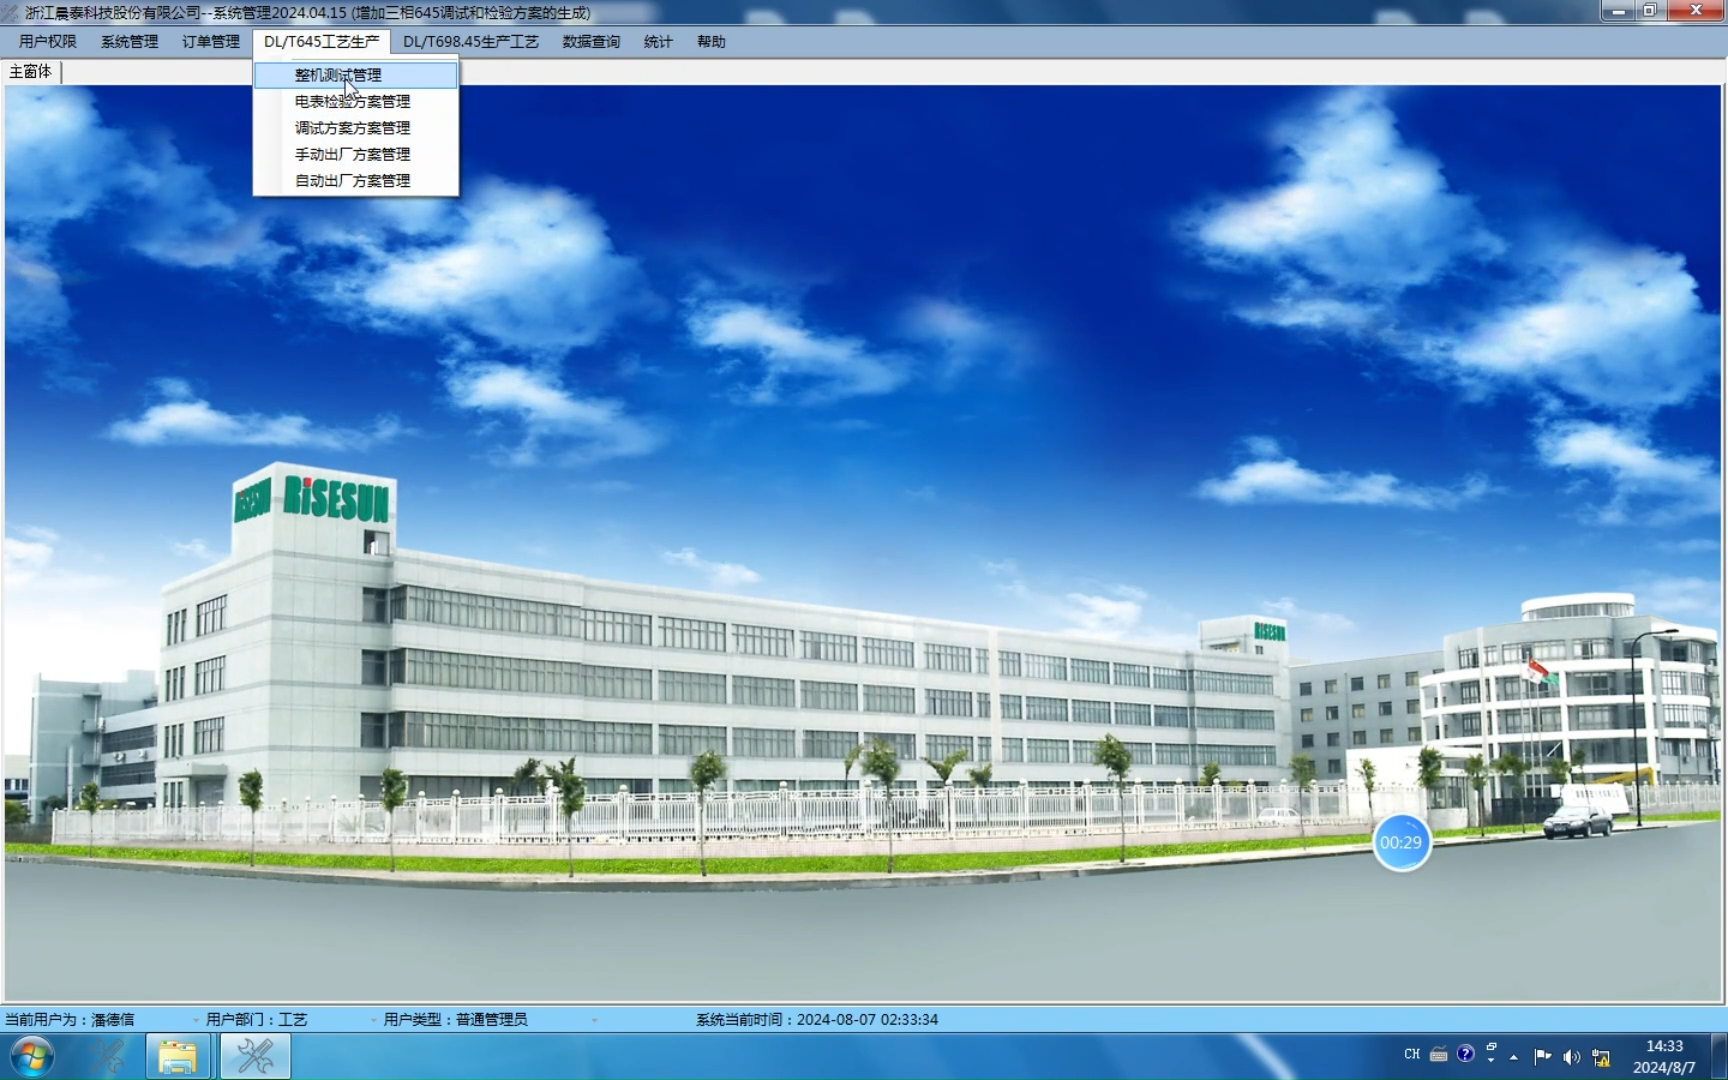 浙江晨泰科技股份有限公司--系统管理2024.04.15 (增加三相645调试和检验方案的生成)
用户权限 系统管理 订单管理 DL/T645工艺生产 DL/T698.45生产工艺 数据查询 统计 帮助
主窗体
整机测试管理
电表检验方案管理
调试方案方案管理
手动出厂方案管理
自动出厂方案管理
RiSESUN RiSESUN
RiSESUN
00:29
当前用户为：潘德信 用户部门：工艺 用户类型：普通管理员 系统当前时间：2024-08-07 02:33:34
CH
14:33
2024/8/7